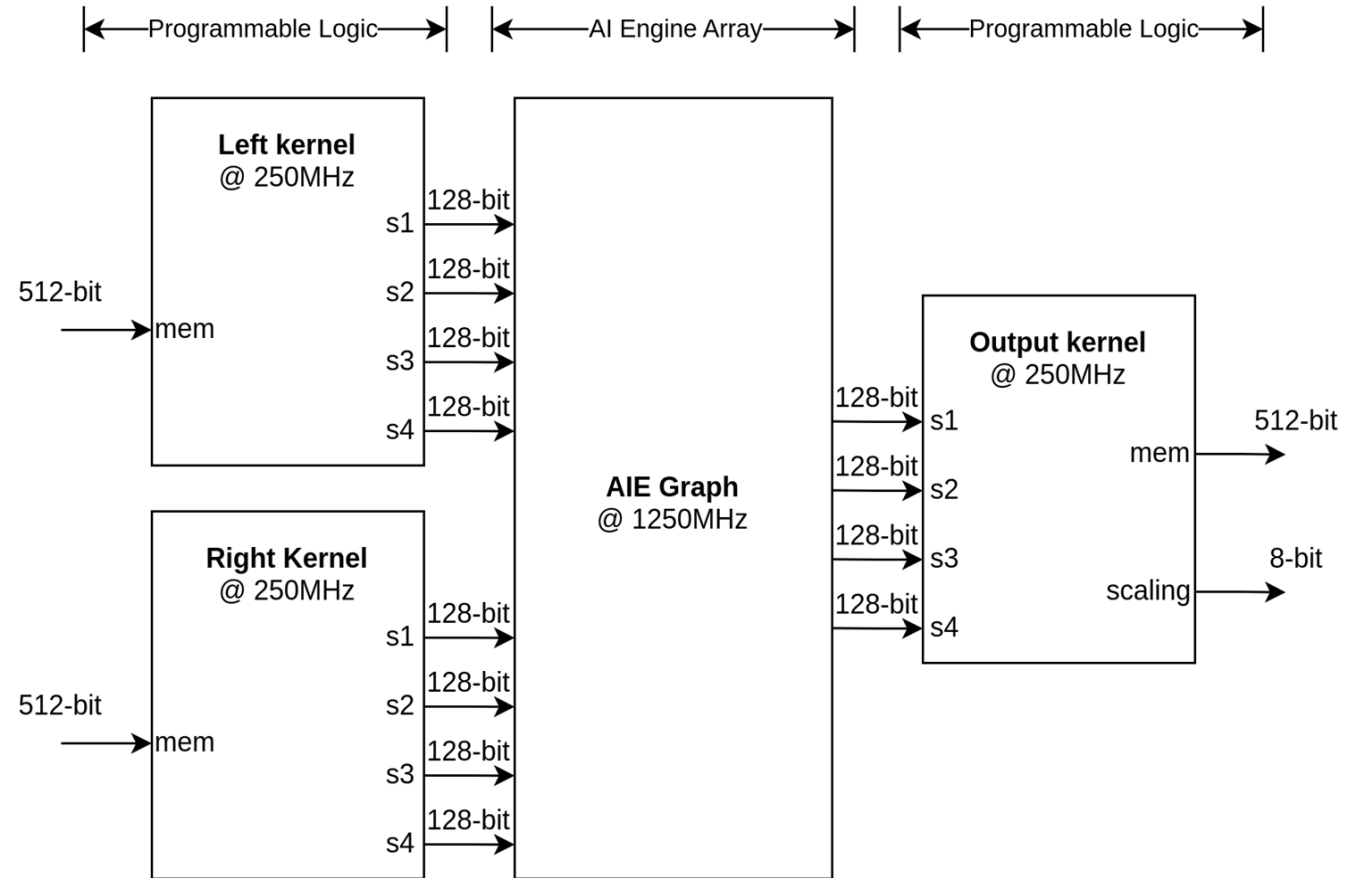 Programmable Logic
AI Engine Array
Programmable Logic
Left kernel
@ 250MHz
512-bit
mem
s1
128-bit
s2
128-bit
s3
128-bit
s4
128-bit
Right Kernel
@ 250MHz
512-bit
mem
s1
128-bit
s2
128-bit
s3
128-bit
s4
128-bit
AIE Graph
@ 1250MHz
128-bit
s1
128-bit
s2
128-bit
s3
128-bit
s4
Output kernel
@ 250MHz
mem
512-bit
scaling
8-bit